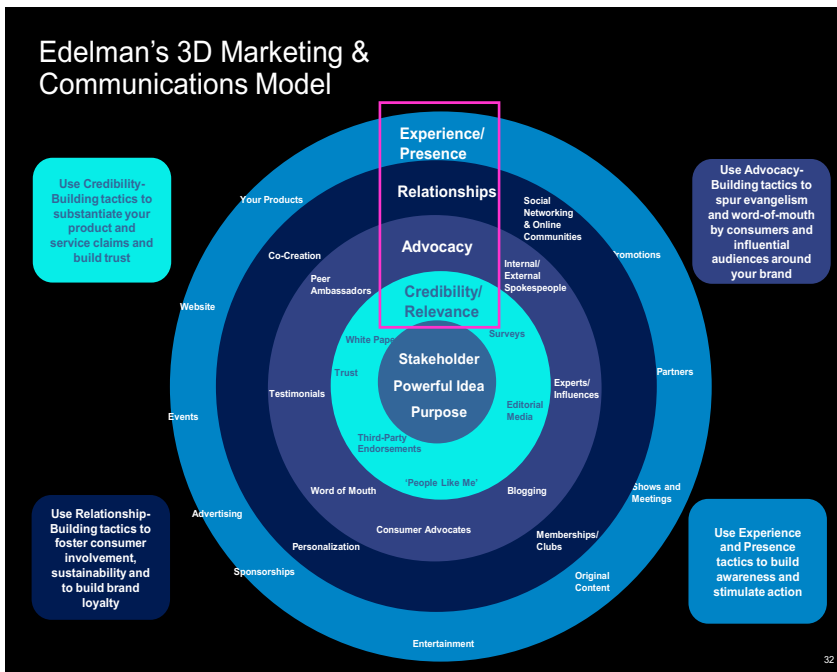 Edelman's 3D Marketing &
Communications Model
Experience/
Presence
Relationships
Advocacy
Credibility/
Relevance
Stakeholder
Powerful Idea
Purpose
Use Credibility-
Building tactics to
substantiate your
product and
service claims and
build trust
Use Advocacy-
Building tactics to
spur evangelism
and word-of-mouth
by consumers and
influential
audiences around
your brand
Your Products
Social
Networking
& Online
Communities
Co-Creation
Promotions
Peer
Ambassadors
Internal/
External
Spokespeople
Website
White Pape
Surveys
Trust
Partners
Testimonials
Experts/
Influences
Editorial
Media
Events
Third-Party
Endorsements
'People Like Me'
Word of Mouth
Blogging
Shows and
Meetings
Advertising
Consumer Advocates
Memberships/
Clubs
Personalization
Sponsorships
Original
Content
Entertainment
Use Relationship-
Building tactics to
foster consumer
involvement,
sustainability and
to build brand
loyalty
Use Experience
and Presence
tactics to build
awareness and
stimulate action
32